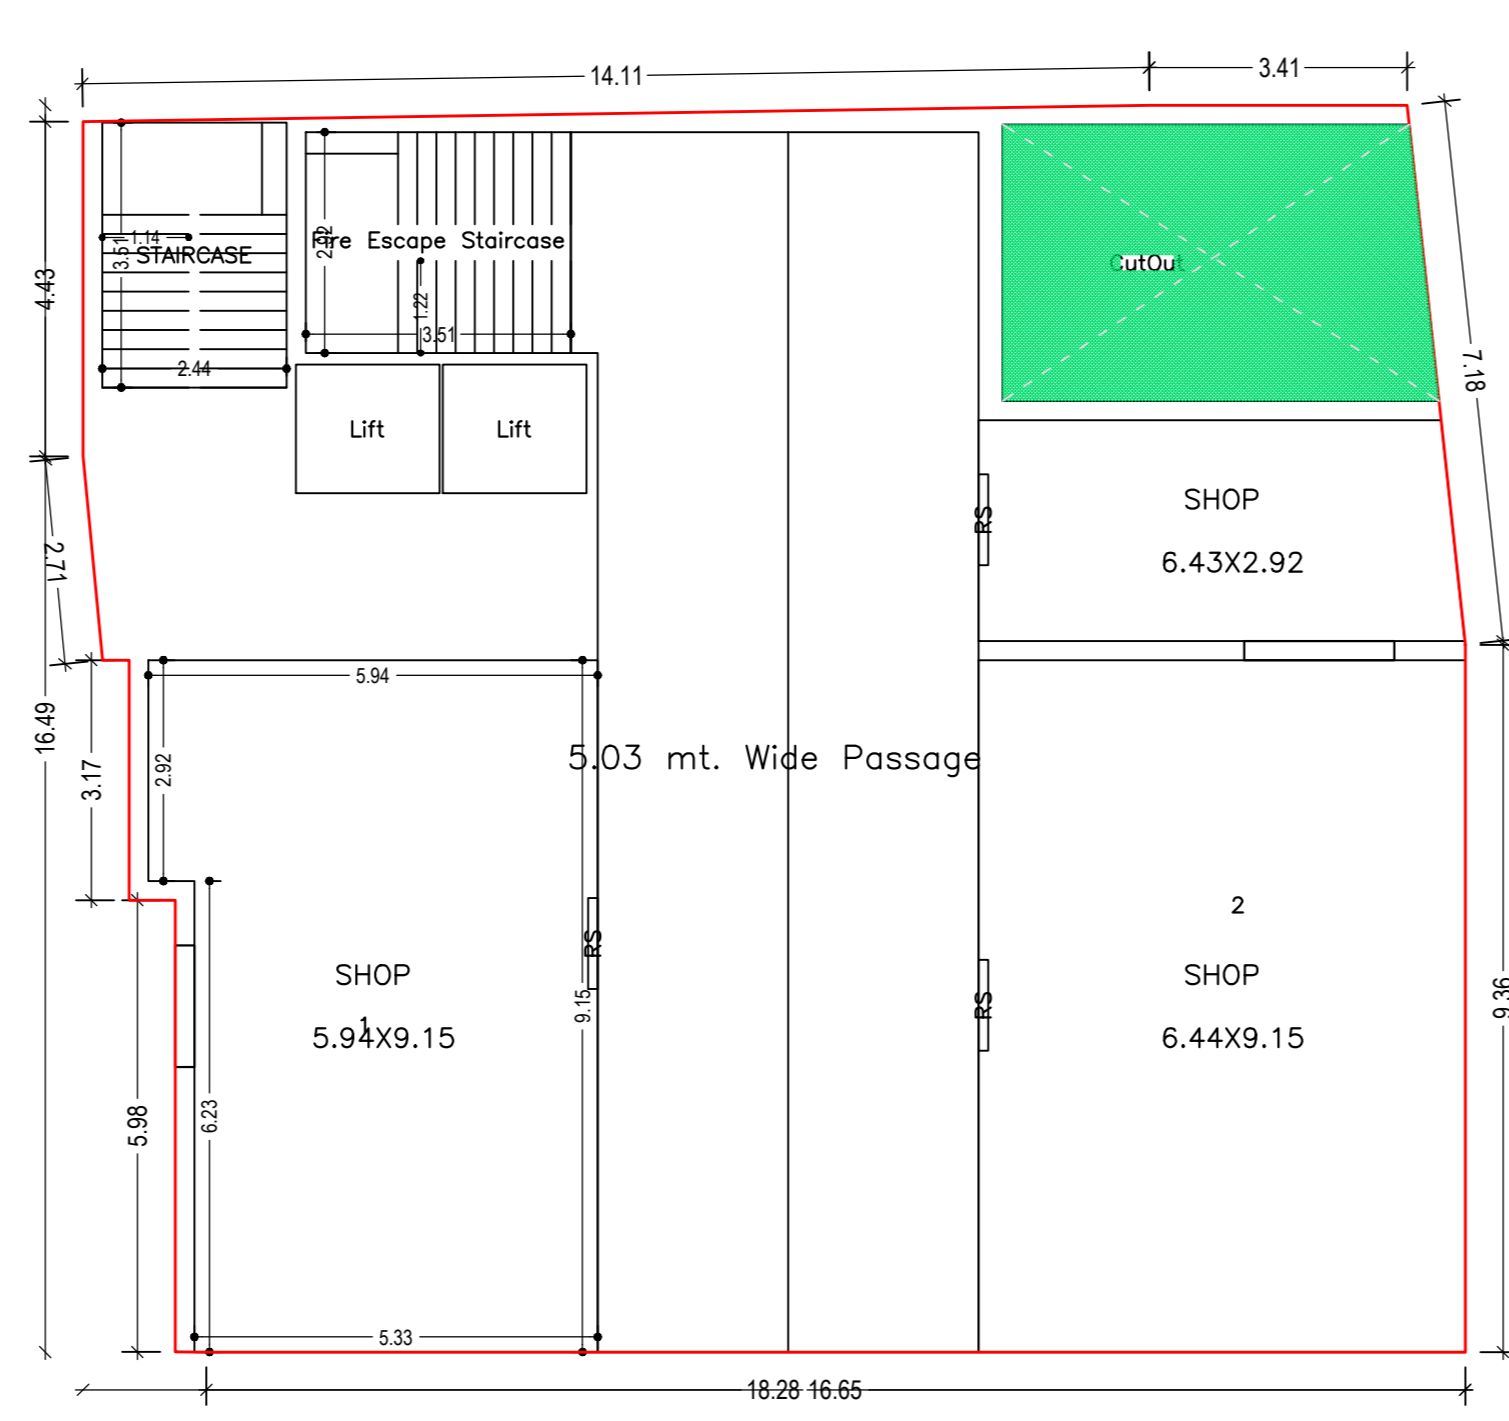 14.11
3.41
STAIRCASE
1.14
3.51
2.44
Fire Escape Staircase
2.92
1.22
3.51
CutOut
4.43
7.18
Lift
Lift
SHOP
6.43X2.92
RS
2.71
5.94
16.49
3.17
2.92
5.03 mt. Wide Passage
2
SHOP
6.44X9.15
RS
RS
SHOP
1
5.94X9.15
9.15
9.36
5.98
6.23
5.33
18.28 16.65